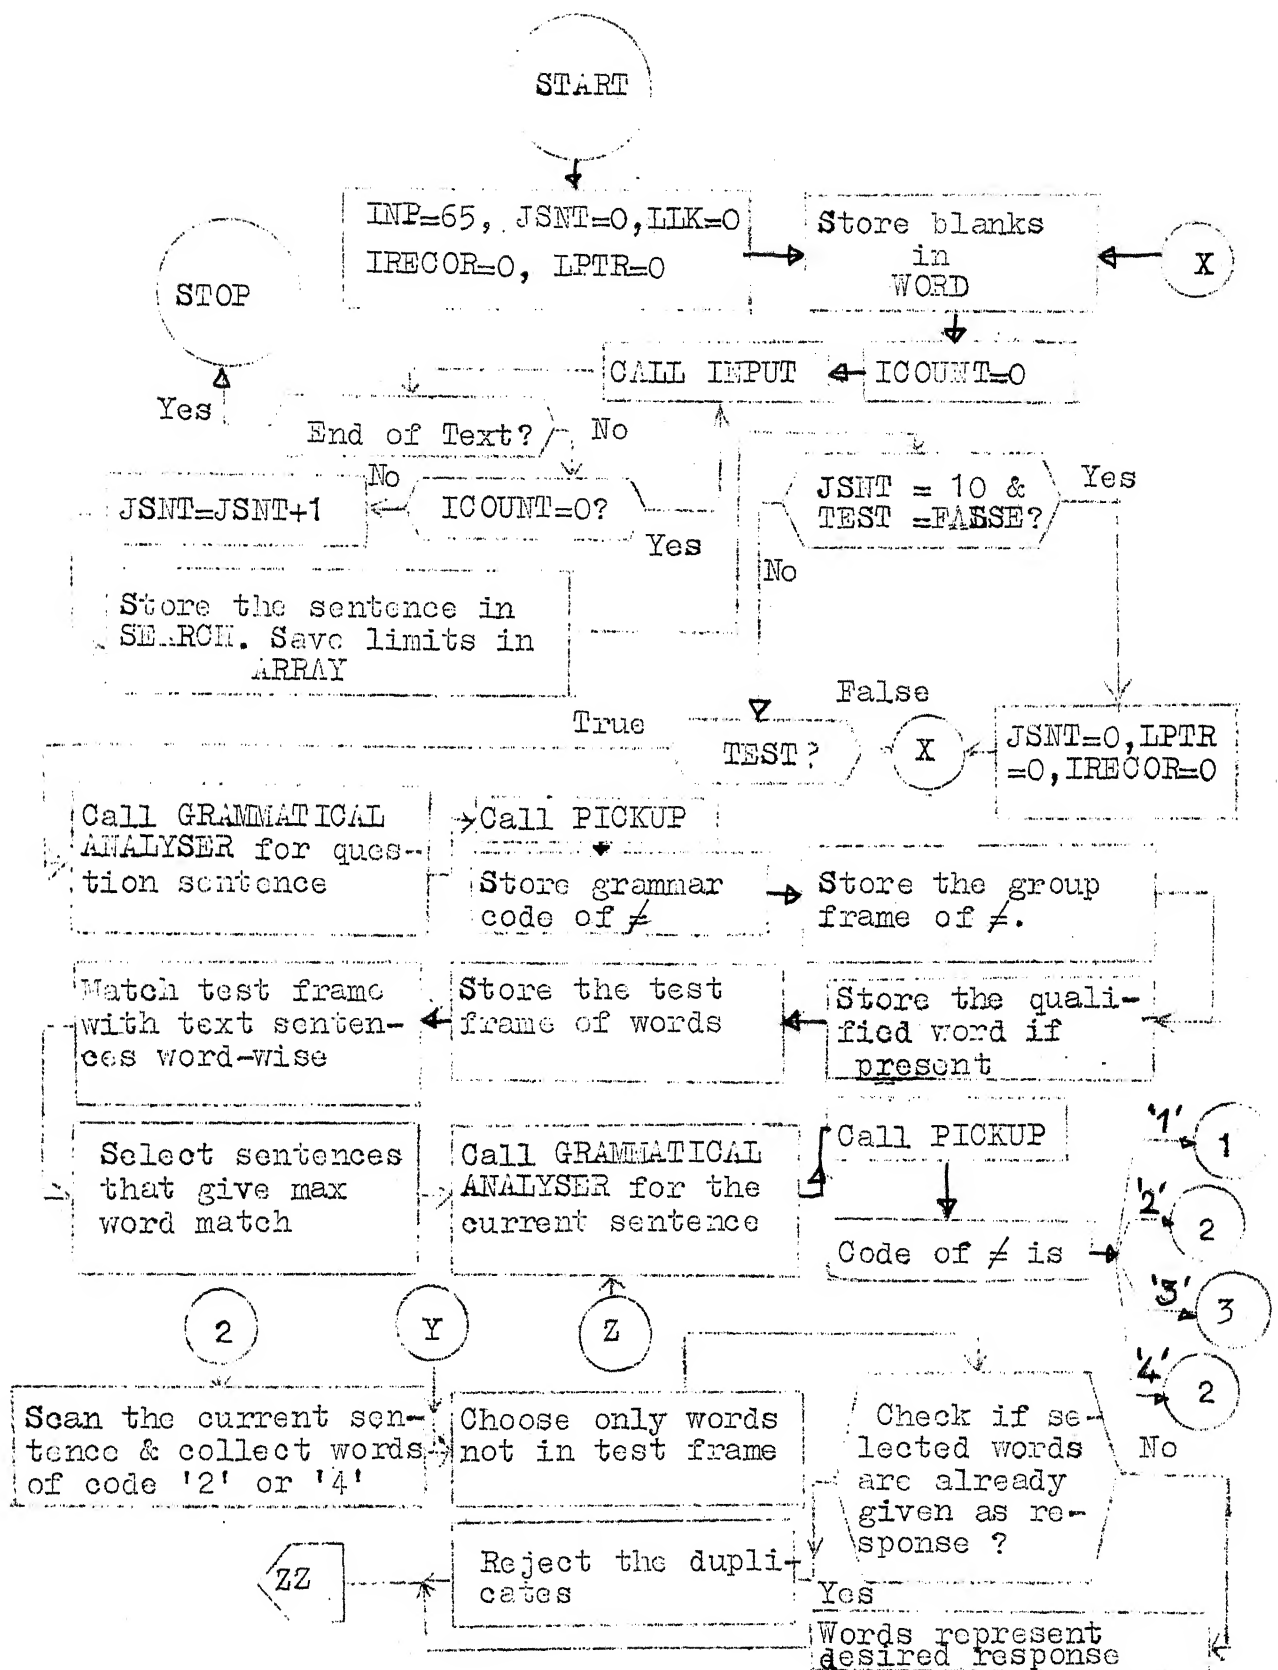 START
INP=65, JSNT=0,LLK=0
IRECOR=0, LPTR=0
Store blanks
in
WORD
X
STOP
CALL INPUT
ICOUNT=0
Yes
End of Text?
No
JSNT=JSNT+1
No
ICOUNT=0?
Yes
JSNT = 10 &
TEST =FASSE?
Yes
No
Store the sentence in
SEARCH. Save limits in
ARRAY
True
TEST?
False
X
JSNT=0,LPTR
=0,IRECOR=0
Call GRAMMATICAL
ANALYSER for ques-
tion sentence
Call PICKUP
Store grammar
code of ≠
Store the group
frame of ≠.
Match test frame
with text senten-
ces word-wise
Store the test
frame of words
Store the quali-
fied word if
present
Select sentences
that give max
word match
Call GRAMMATICAL
ANALYSER for the
current sentence
Call PICKUP
Code of ≠ is
'1'
1
'2'
2
'3'
3
'4'
2
2
Y
Z
Scan the current sen-
tence & collect words
of code '2' or '4'
Choose only words
not in test frame
Check if se-
lected words
are already
given as re-
sponse ?
No
ZZ
Reject the dupli-
cates
Yes
Words represent
desired response